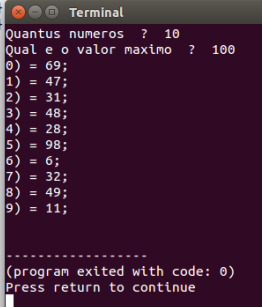 Terminal
Quantus numeros ? 10
Qual e o valor maximo ? 100
0) = 69;
1) = 47;
2) = 31;
3) = 48;
4) = 28;
5) = 98;
6) = 6;
7) = 32;
8) = 49;
9) = 11;
------------------
(program exited with code: 0)
Press return to continue